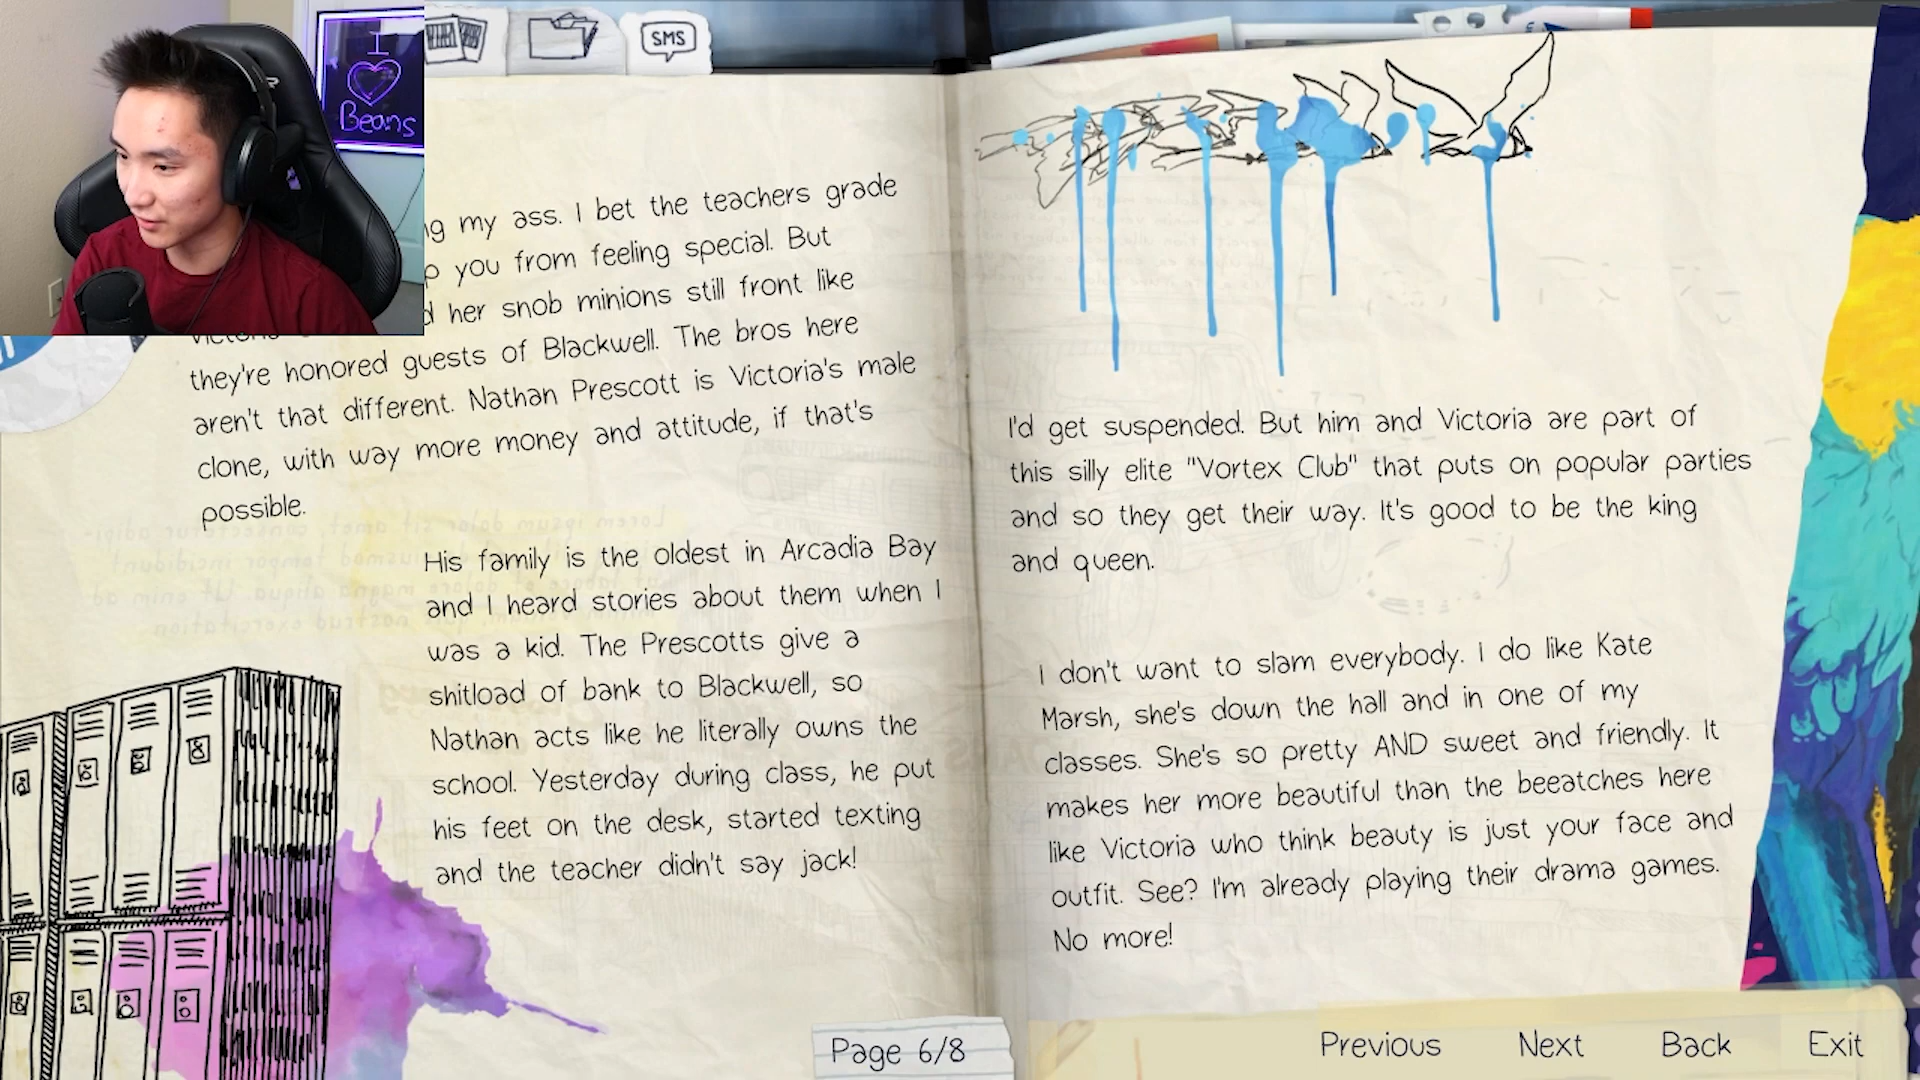 I
Beans
SMS
my ass. I bet the teachers grade
you from feeling special. But
her snob minions still front like
they're honored guests of Blackwell. The bros here
aren't that different. Nathan Prescott is Victoria's male
clone, with way more money and attitude, if that's
possible.
His family is the oldest in Arcadia Bay
and I heard stories about them when I
was a kid. The Prescotts give a
shitload of bank to Blackwell, so
Nathan acts like he literally owns the
school. Yesterday during class, he put
his feet on the desk, started texting
and the teacher didn't say jack!
I'd get suspended. But him and Victoria are part of
this silly elite "Vortex Club" that puts on popular parties
and so they get their way. It's good to be the king
and queen.
I don't want to slam everybody. I do like Kate
Marsh, she's down the hall and in one of my
classes. She's so pretty AND sweet and friendly. It
makes her more beautiful than the beeatches here
like Victoria who think beauty is just your face and
outfit. See? I'm already playing their drama games.
No more!
Page 6/8
Previous Next Back Exit